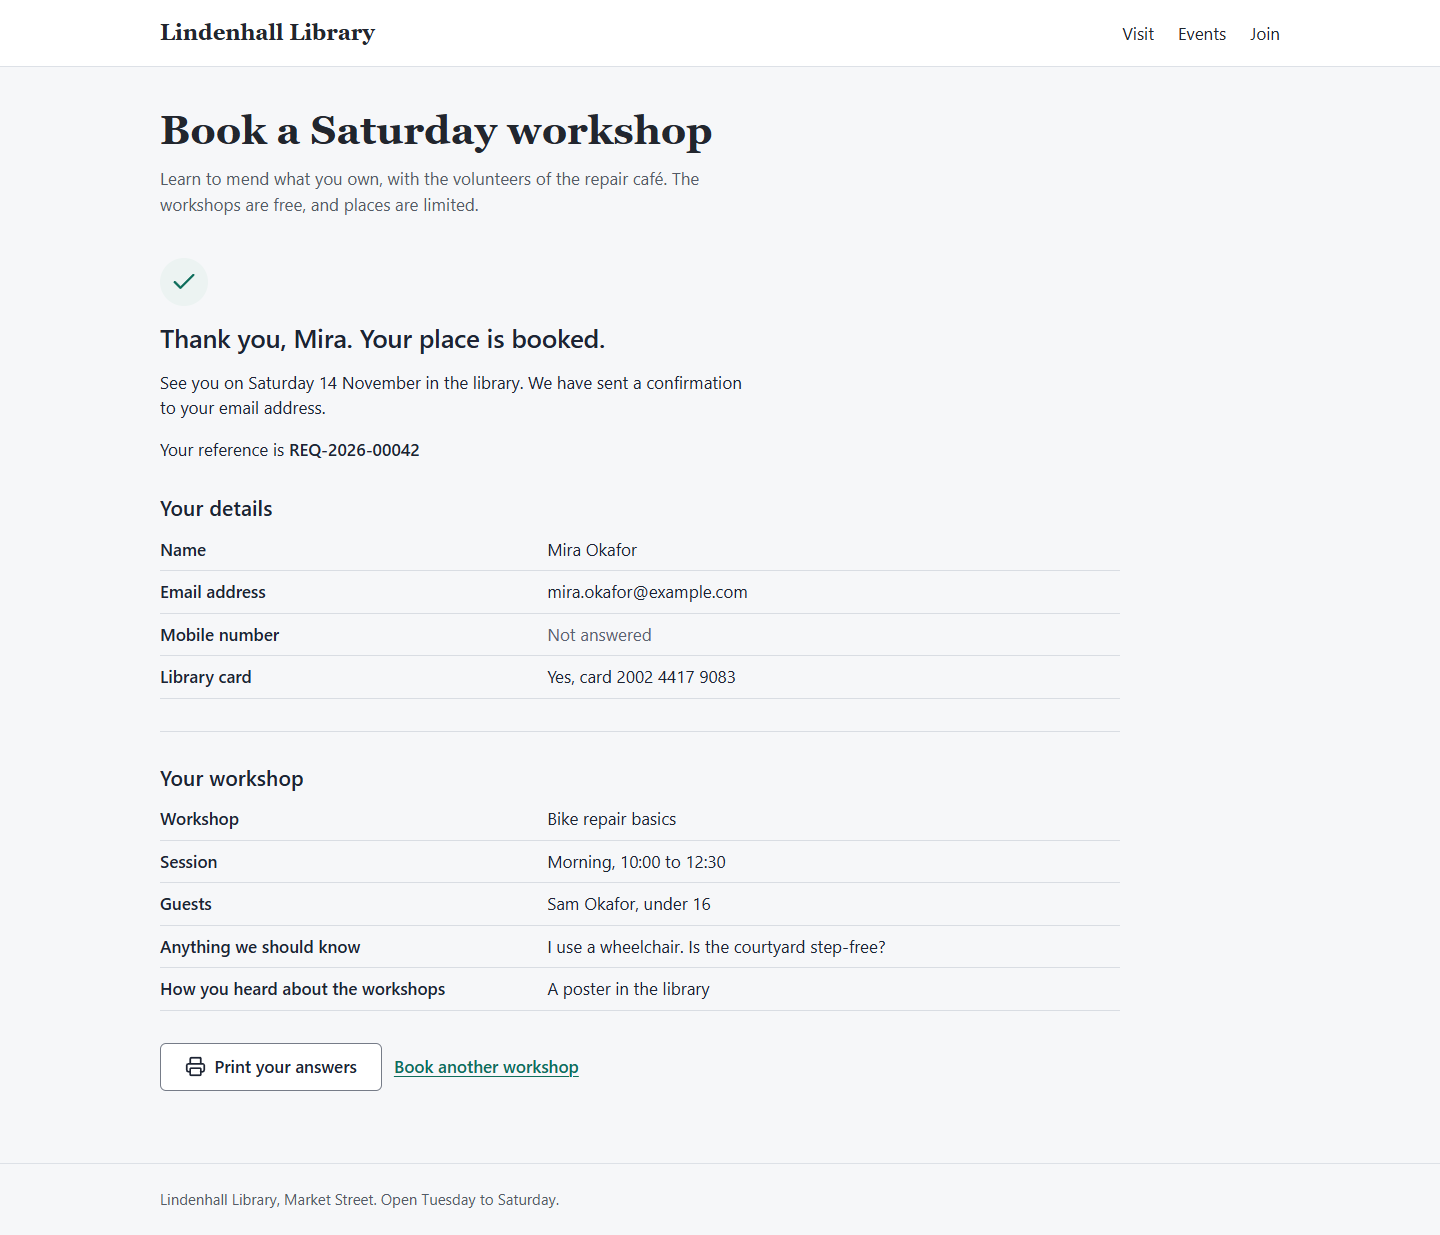 Lindenhall Library
Visit Events Join
Book a Saturday workshop
Learn to mend what you own, with the volunteers of the repair café. The
workshops are free, and places are limited.
Thank you, Mira. Your place is booked.
See you on Saturday 14 November in the library. We have sent a confirmation
to your email address.
Your reference is REQ-2026-00042
Your details
Name Mira Okafor
Email address mira.okafor@example.com
Mobile number Not answered
Library card Yes, card 2002 4417 9083
Your workshop
Workshop Bike repair basics
Session Morning, 10:00 to 12:30
Guests Sam Okafor, under 16
Anything we should know I use a wheelchair. Is the courtyard step-free?
How you heard about the workshops A poster in the library
Print your answers Book another workshop
Lindenhall Library, Market Street. Open Tuesday to Saturday.